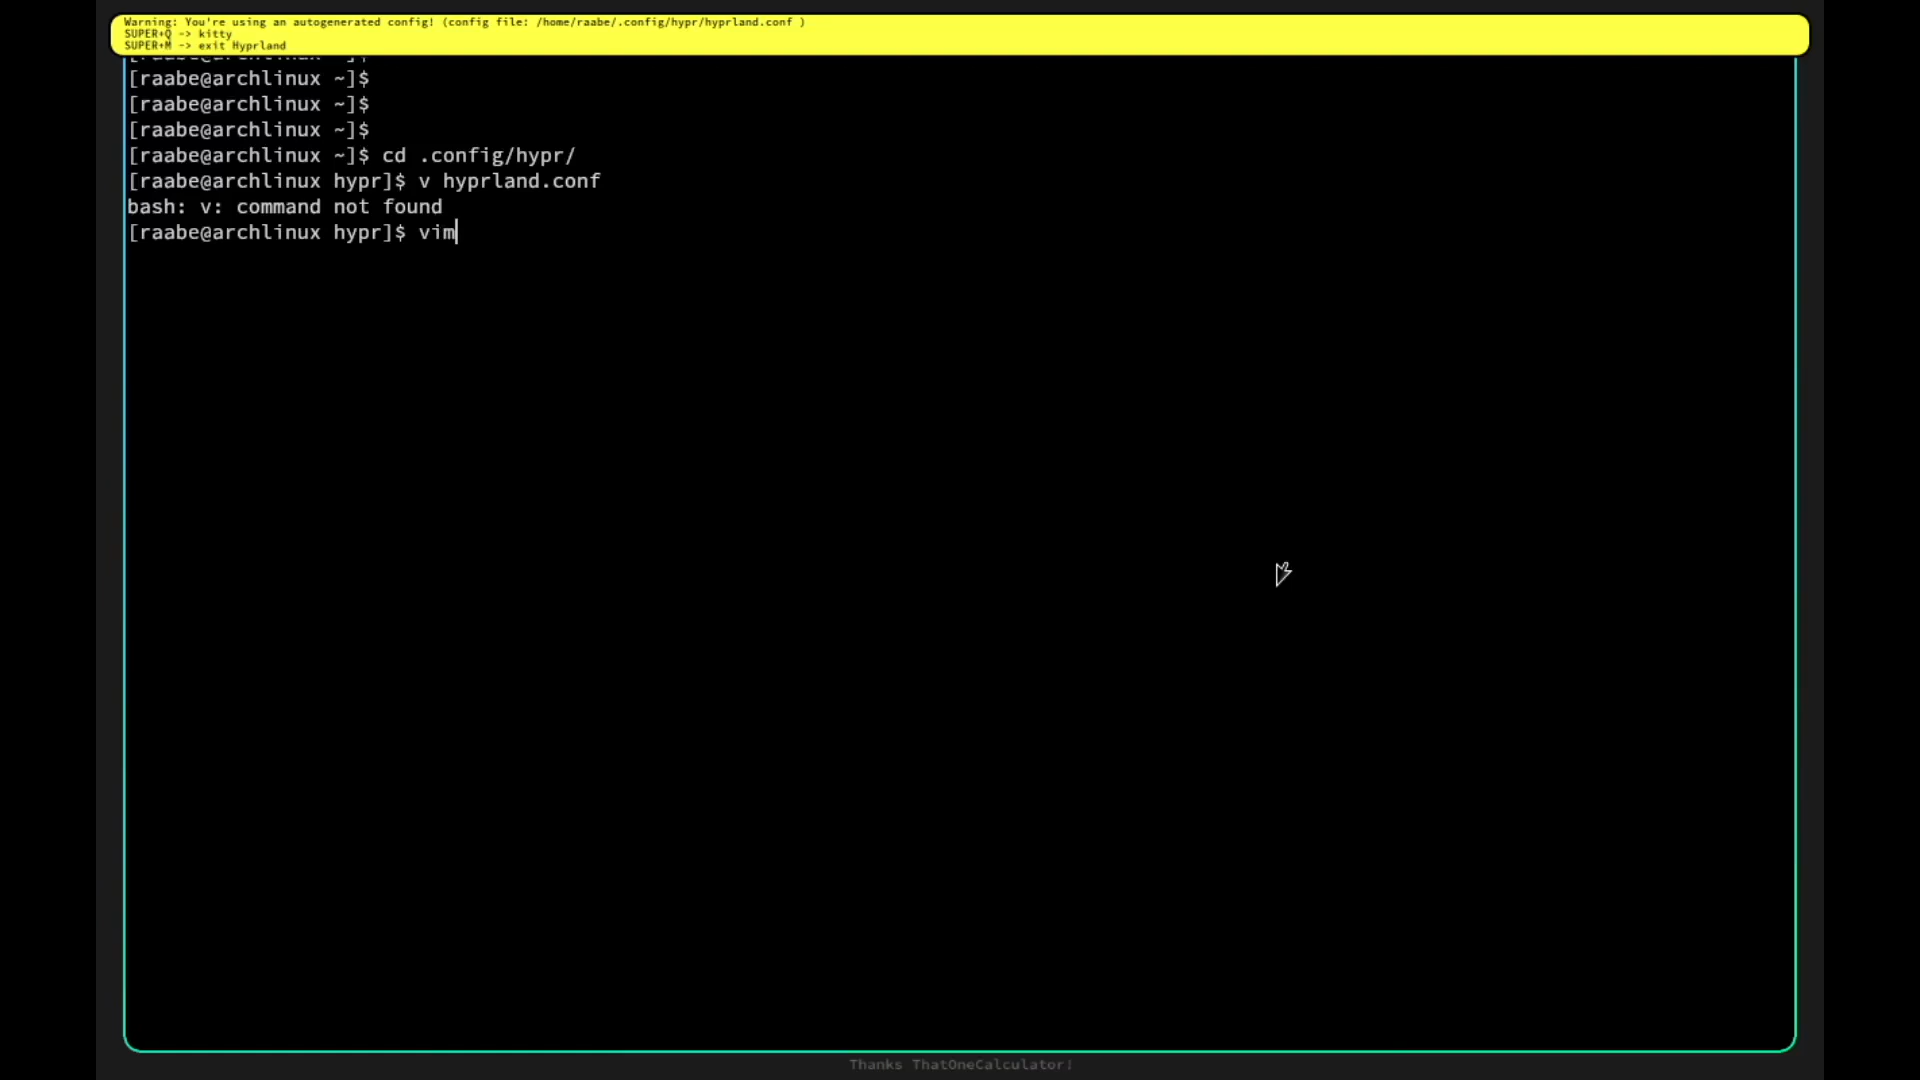 Warning: You're using an autogenerated config! (config file: /home/raabe/.config/hypr/hyprland.conf )
SUPER+Q -> kitty
SUPER+M -> exit Hyprland
[raabe@archlinux ~]$
[raabe@archlinux ~]$
[raabe@archlinux ~]$
[raabe@archlinux ~]$
[raabe@archlinux ~]$ cd .config/hypr/
[raabe@archlinux hypr]$ v hyprland.conf
bash: v: command not found
[raabe@archlinux hypr]$ vim
Thanks ThatOneCalculator!